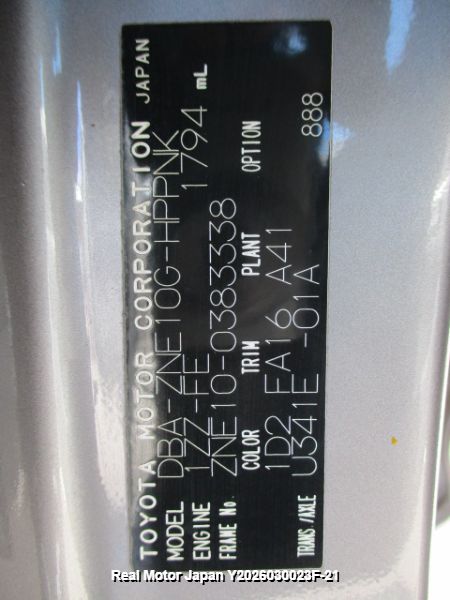 TOYOTA MOTOR CORPORATION JAPAN
MODEL DBA-ZNE10G-HPPNK
ENGINE 1ZZ-FE 1794 mL
FRAME No. ZNE10-0383338
COLOR TRIM PLANT OPTION
1D2 EA16 A41 888
TRANS./AXLE U341E -01A
Real Motor Japan Y2026030023F-21